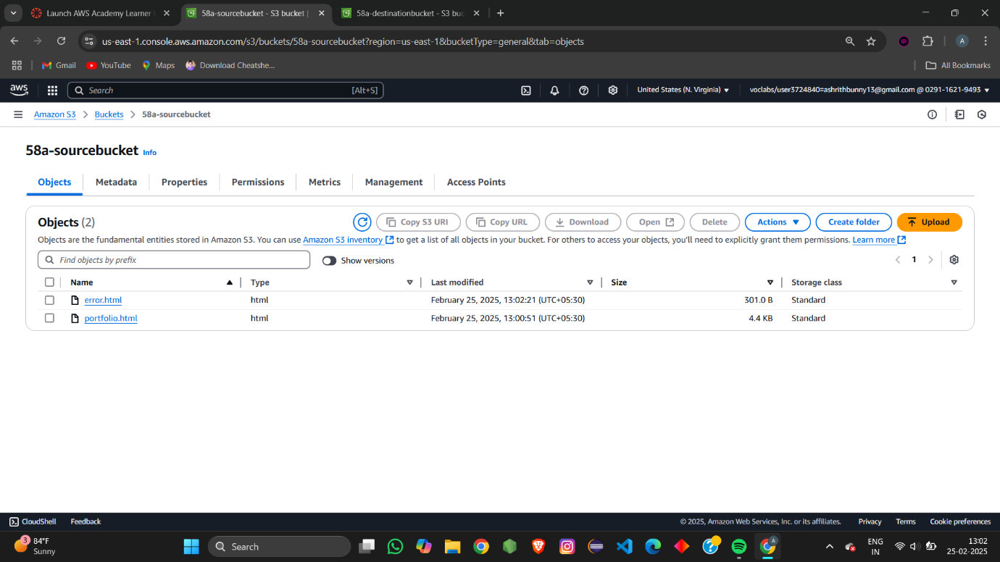 Launch AWS Academy Learner
58a-sourcebucket - S3 bucket |
58a-destinationbucket - S3 buc
us-east-1.console.aws.amazon.com/s3/buckets/58a-sourcebucket?region=us-east-1&bucketType=general&tab=objects
A
Gmail
YouTube
Maps
Download Cheatshe...
All Bookmarks
aws
Search
[Alt+S]
United States (N. Virginia)
voclabs/user3724840=ashrithbunny13@gmail.com @ 0291-1621-9493
Amazon S3
Buckets
58a-sourcebucket
58a-sourcebucket Info
Objects
Metadata
Properties
Permissions
Metrics
Management
Access Points
Objects (2)
Copy S3 URI
Copy URL
Download
Open
Delete
Actions
Create folder
Upload
Objects are the fundamental entities stored in Amazon S3. You can use Amazon S3 inventory to get a list of all objects in your bucket. For others to access your objects, you'll need to explicitly grant them permissions. Learn more
Find objects by prefix
Show versions
1
Name
Type
Last modified
Size
Storage class
error.html
html
February 25, 2025, 13:02:21 (UTC+05:30)
301.0 B
Standard
portfolio.html
html
February 25, 2025, 13:00:51 (UTC+05:30)
4.4 KB
Standard
CloudShell
Feedback
© 2025, Amazon Web Services, Inc. or its affiliates.
Privacy
Terms
Cookie preferences
3
84°F
Sunny
Search
A
ENG
IN
13:02
25-02-2025